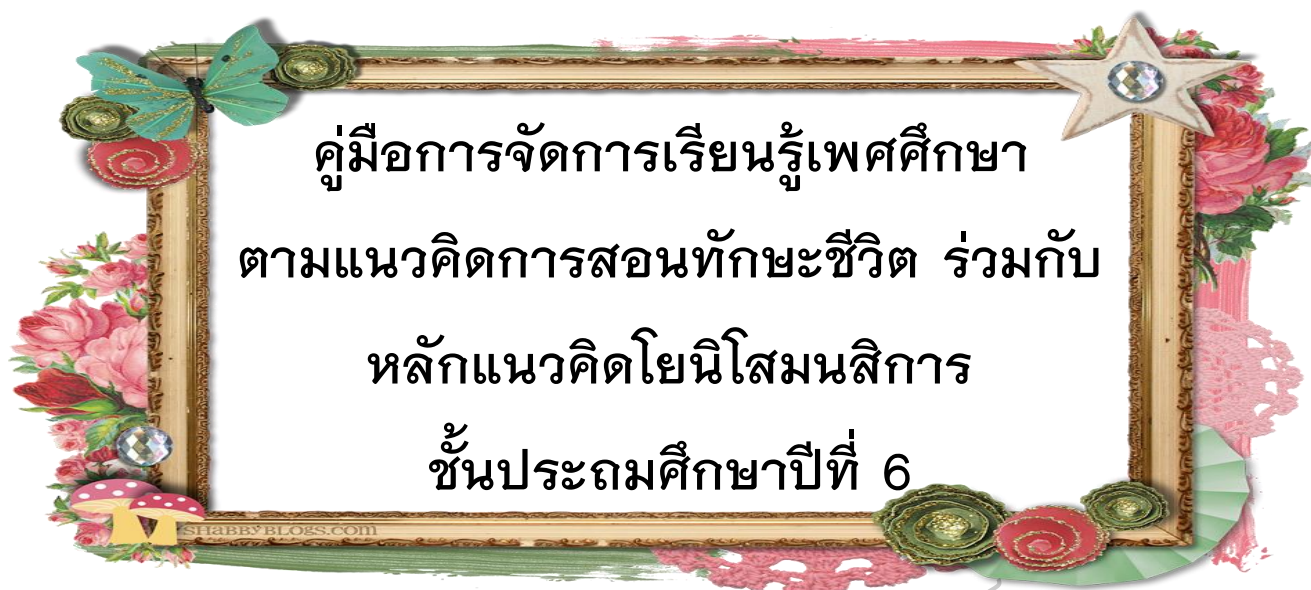 คู่มือการจัดการเรียนรู้เพศศึกษา
ตามแนวคิดการสอนทักษะชีวิต ร่วมกับ
หลักแนวคิดโยนิโสมนสิการ
ชั้นประถมศึกษาปีที่ 6
SHABBYBLOGS.COM